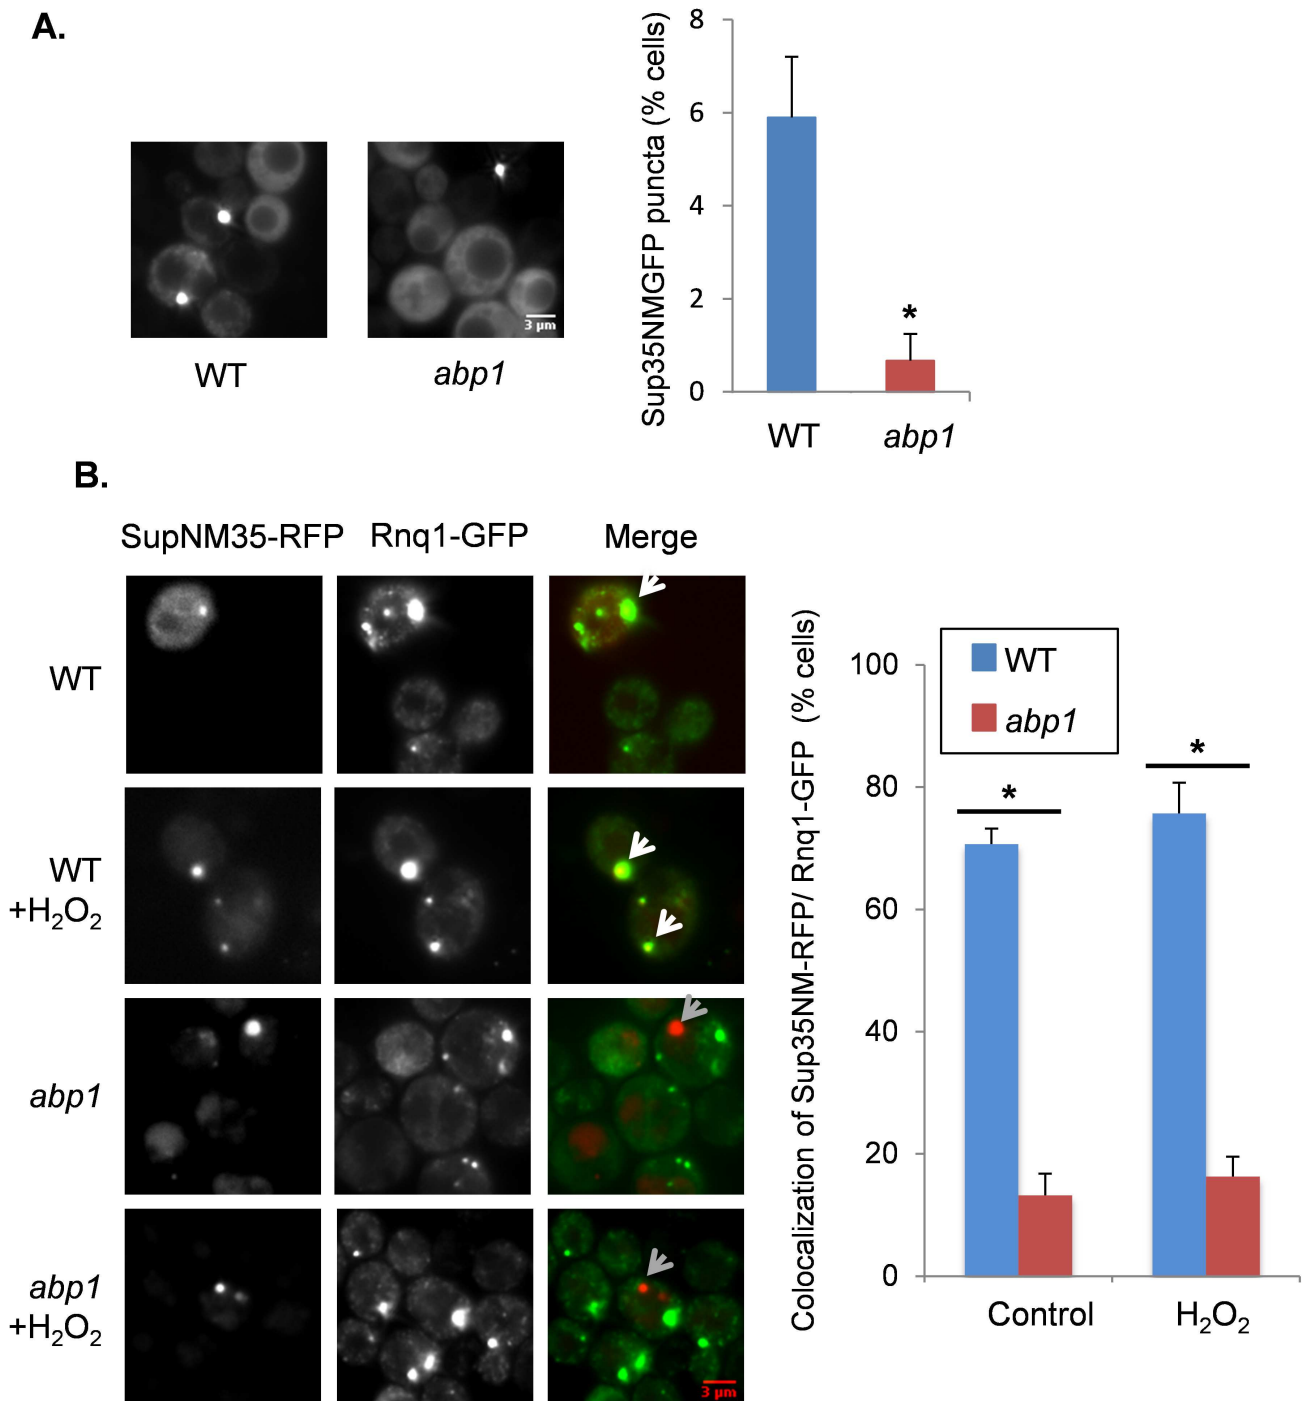 A.
WT
abp1
3 µm
Sup35NMGFP puncta (% cells)
8
6
4
2
0
*
WT
abp1
B.
SupNM35-RFP
Rnq1-GFP
Merge
WT
WT
+H₂O₂
abp1
abp1
+H₂O₂
3 µm
Colocalization of Sup35NM-RFP/ Rnq1-GFP (% cells)
WT
abp1
100
80
60
40
20
0
*
*
Control
H₂O₂